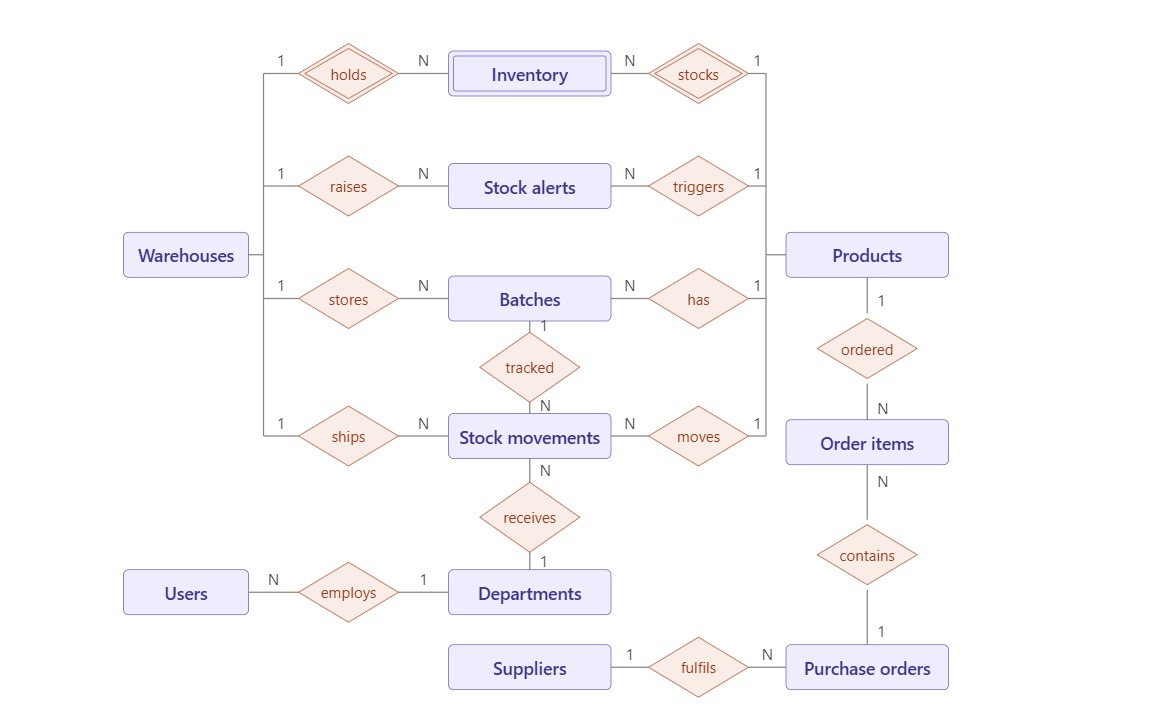 1 holds N Inventory N stocks 1
1 raises N Stock alerts N triggers 1
Warehouses Products
1 stores N Batches N has 1
1 1
tracked ordered
N N
1 ships N Stock movements N moves 1 Order items
N N
receives
contains
1
N employs 1
Users Departments
1
1 N
Suppliers fulfils Purchase orders